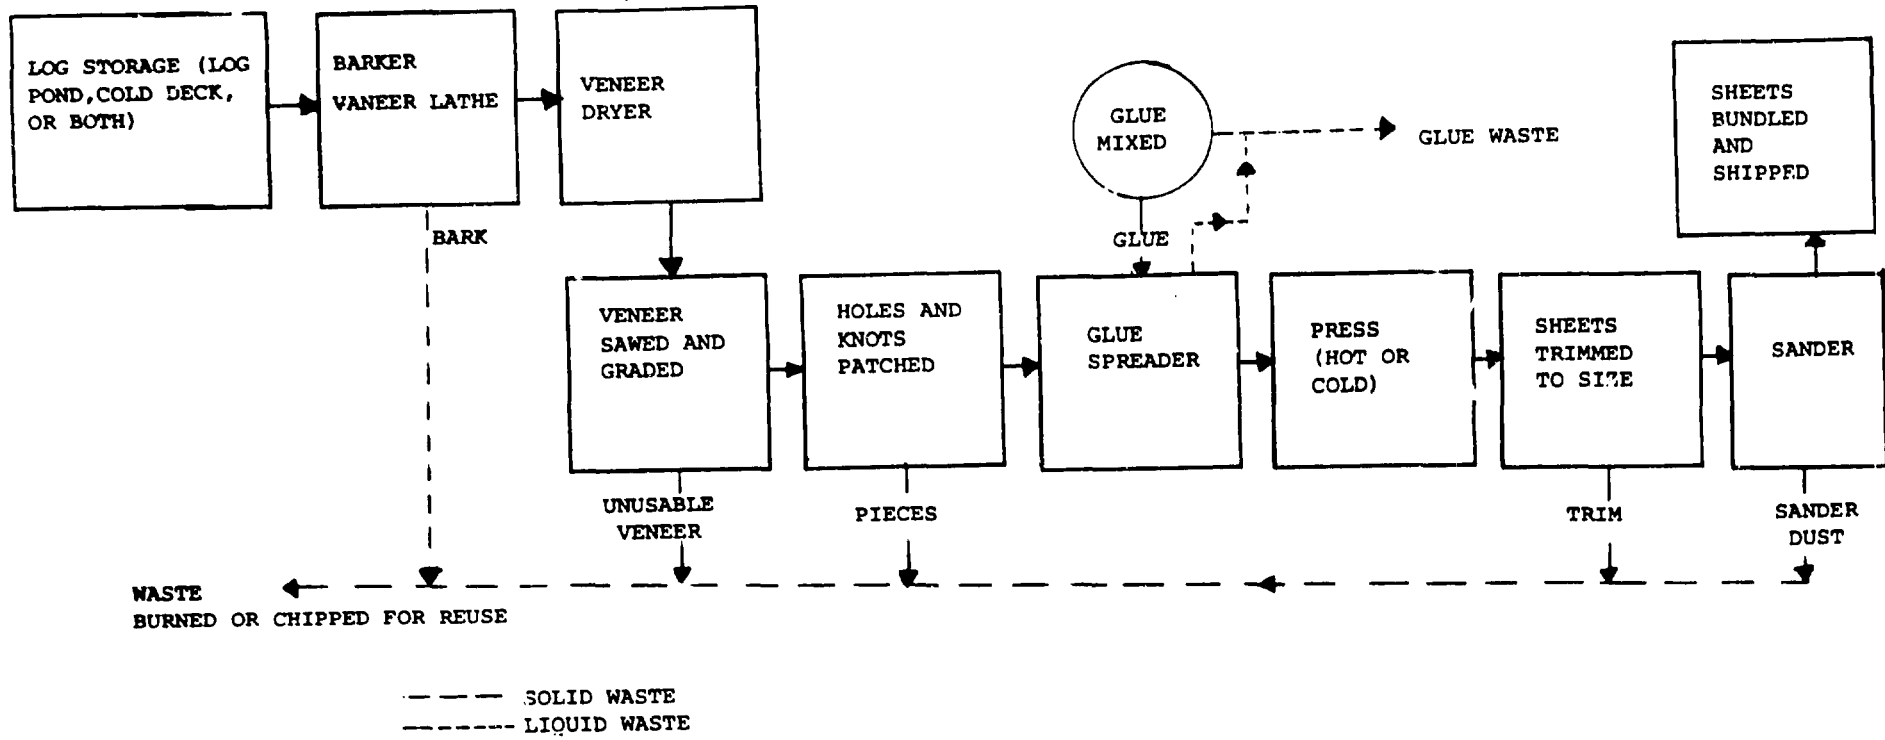 LOG STORAGE (LOG
POND,COLD DECK,
OR BOTH)
BARKER
VANEER LATHE
VENEER
DRYER
GLUE
MIXED
GLUE WASTE
SHEETS
BUNDLED
AND
SHIPPED
BARK
GLUE
VENEER
SAWED AND
GRADED
HOLES AND
KNOTS
PATCHED
GLUE
SPREADER
PRESS
(HOT OR
COLD)
SHEETS
TRIMMED
TO SIZE
SANDER
UNUSABLE
VENEER
PIECES
TRIM
SANDER
DUST
WASTE
BURNED OR CHIPPED FOR REUSE
SOLID WASTE
LIQUID WASTE